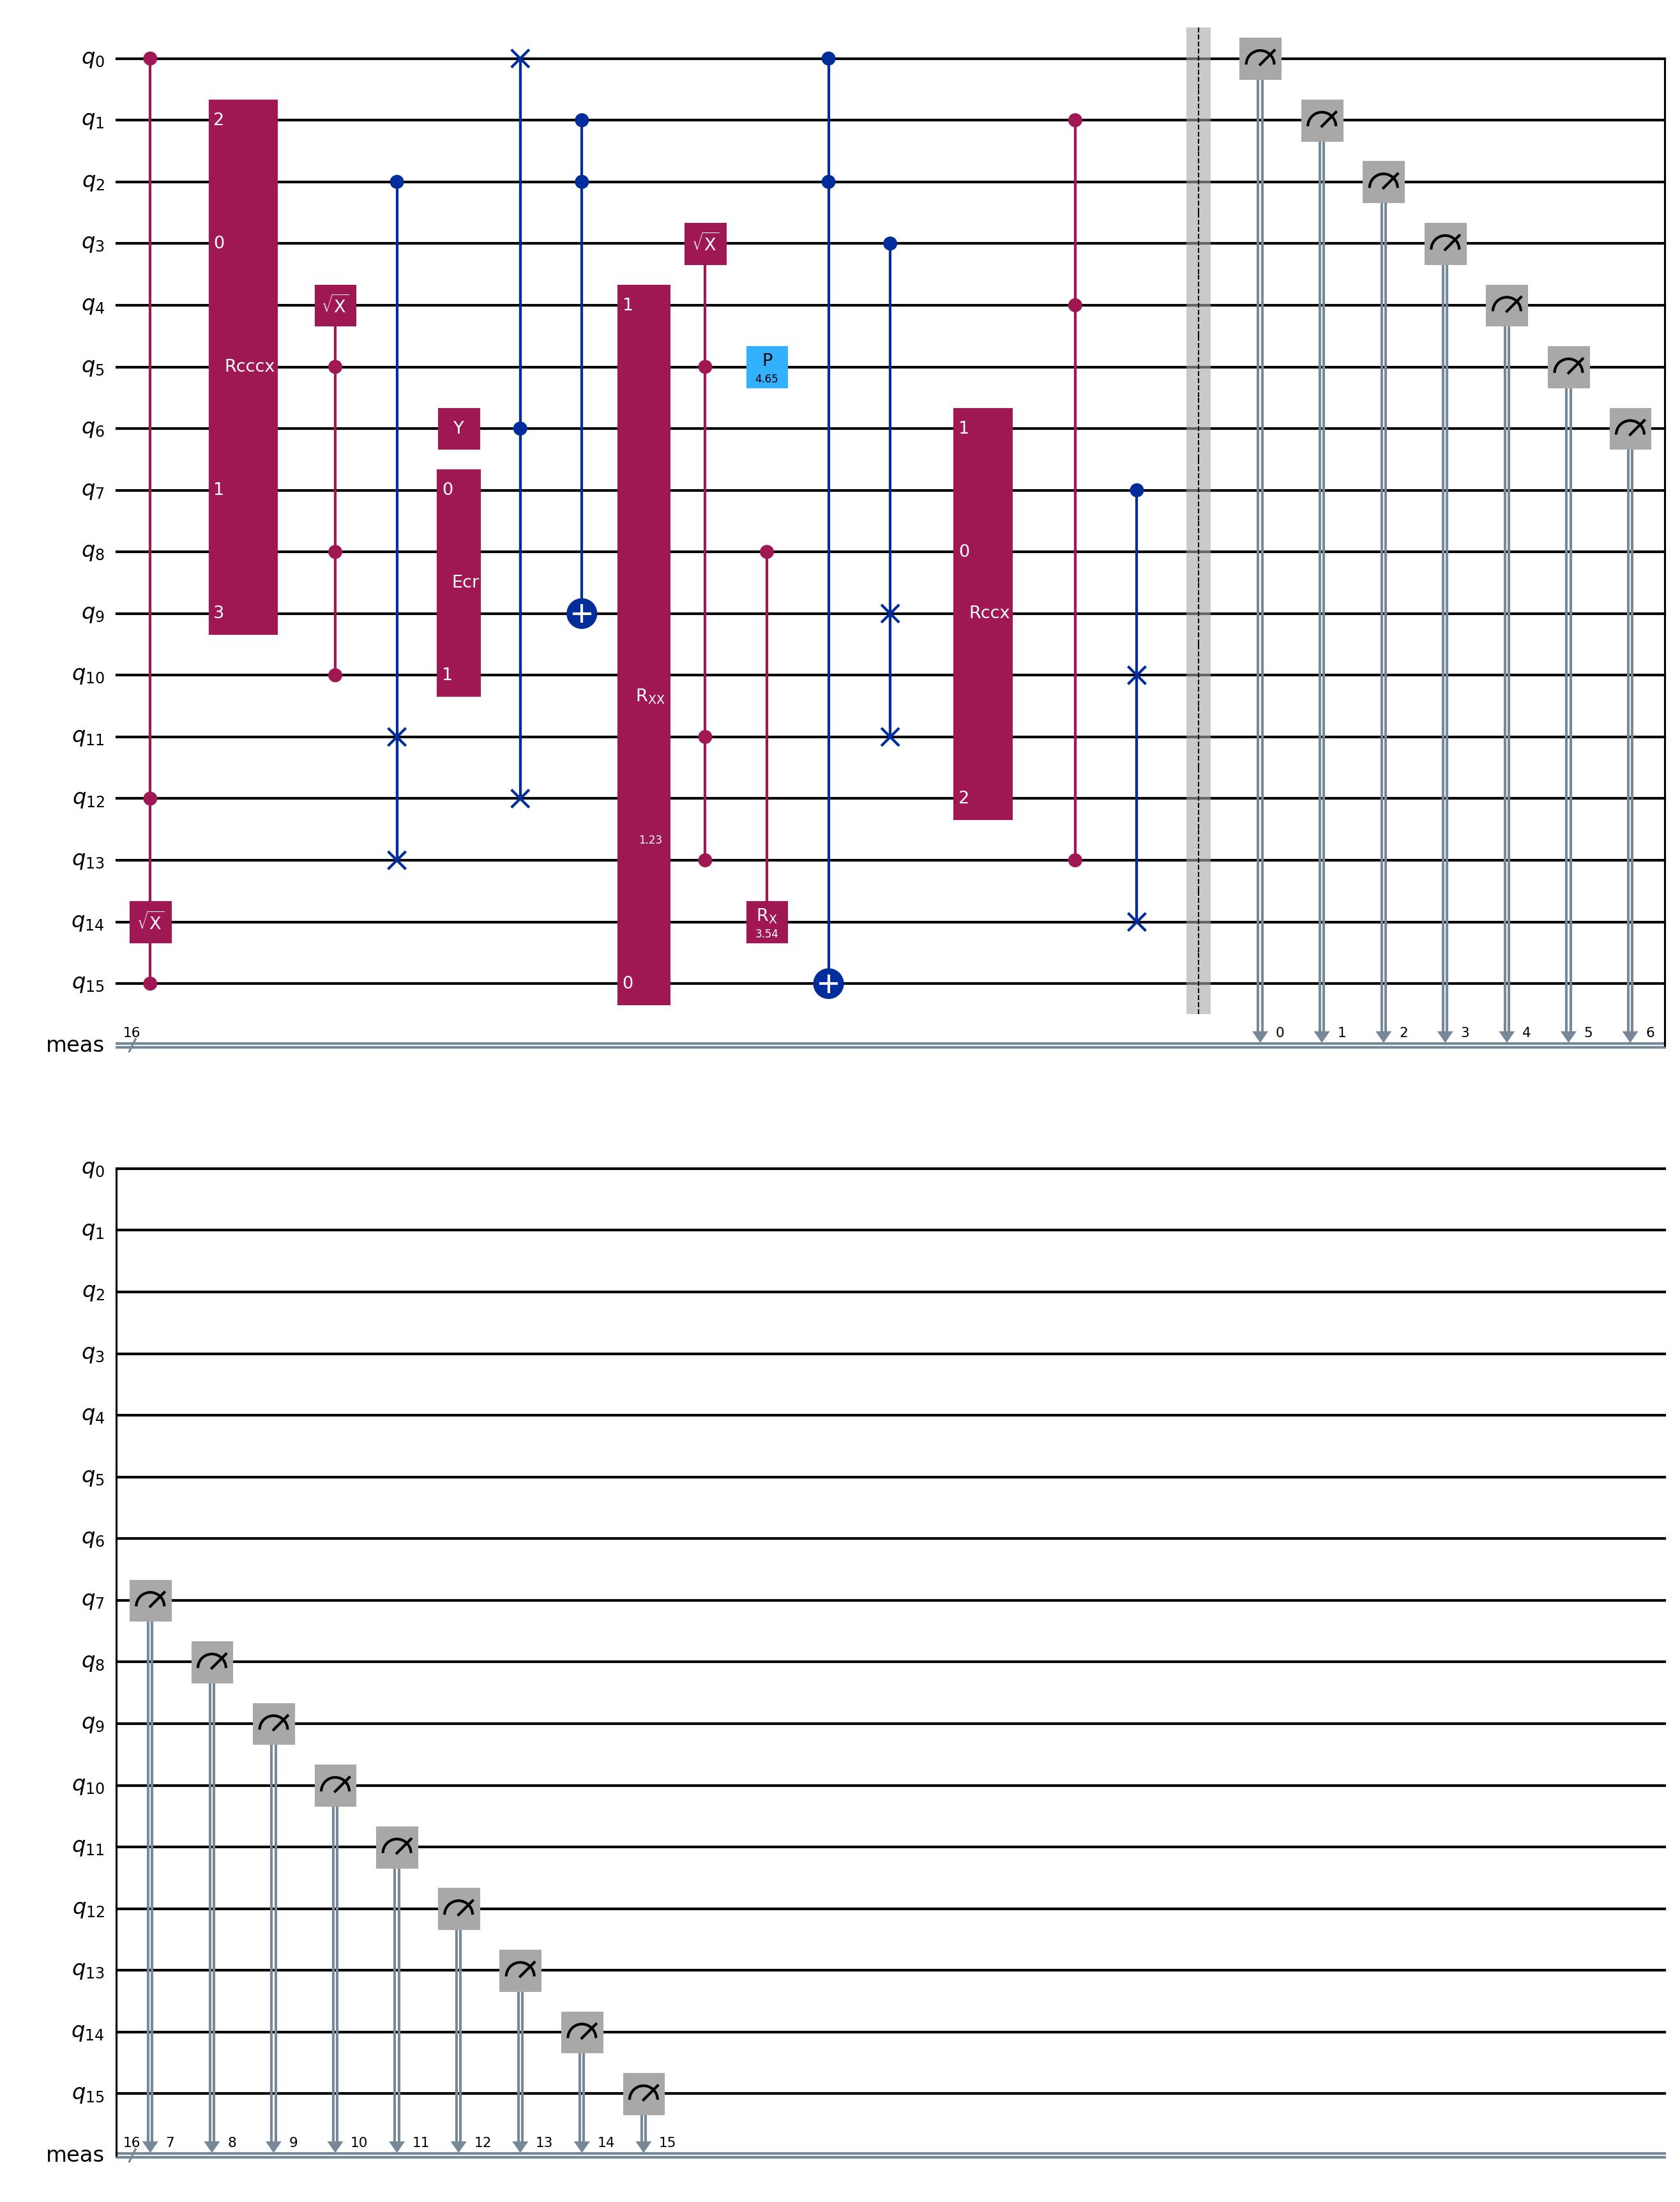 q0
q1 2
q2
q3 0 √X
q4 √X 1
q5 Rcccx P
4.65
q6 Y 1
q7 1 0
q8 0
Ecr
q9 3 Rccx
q10 1
RXX
q11
q12 2
1.23
q13
q14 √X RX
3.54
q15 0
16 0 1 2 3 4 5 6
meas
q0
q1
q2
q3
q4
q5
q6
q7
q8
q9
q10
q11
q12
q13
q14
q15
16 7 8 9 10 11 12 13 14 15
meas